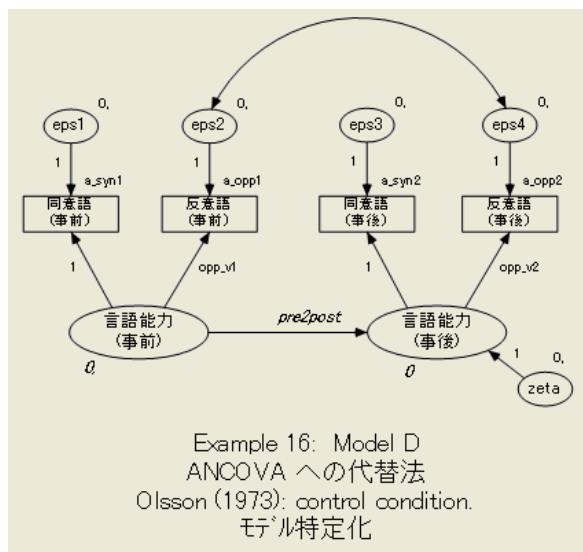 0,
0,
0,
0,
eps1
eps2
eps3
eps4
1
a_syn1
1
a_opp1
1
a_syn2
1
a_opp2
同意語
(事前)
反意語
(事前)
同意語
(事後)
反意語
(事後)
1
opp_v1
1
opp_v2
言語能力
(事前)
pre2post
言語能力
(事後)
0,
0
1
0,
zeta
Example 16: Model D
ANCOVA への代替法
Olsson (1973): control condition.
モデル特定化